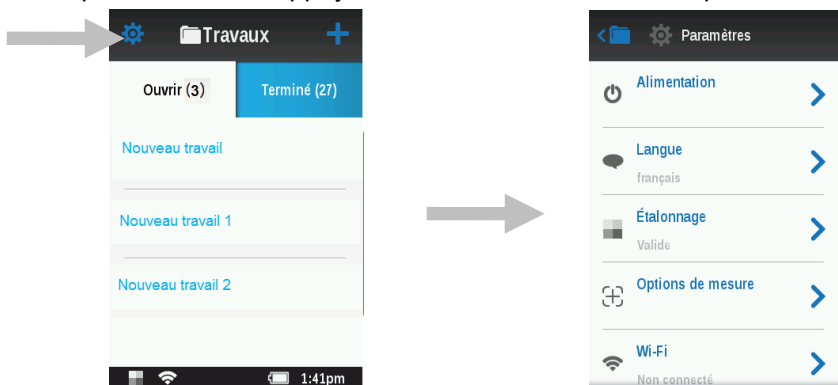 Travaux
Ouvrir (3)
Terminé (27)
Nouveau travail
Nouveau travail 1
Nouveau travail 2
1:41pm
Paramètres
Alimentation
Langue
français
Étalonnage
Valide
Options de mesure
Wi-Fi
Non connecté